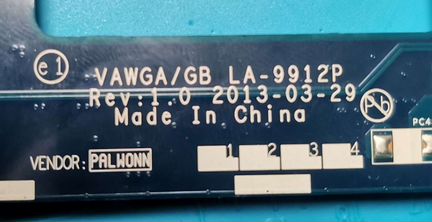 e1
VAWGA/GB LA-9912P
Rev:1.0 2013-03-29
Made In China
Pb
PC4
VENDOR: PALWONN
1 2 3 4